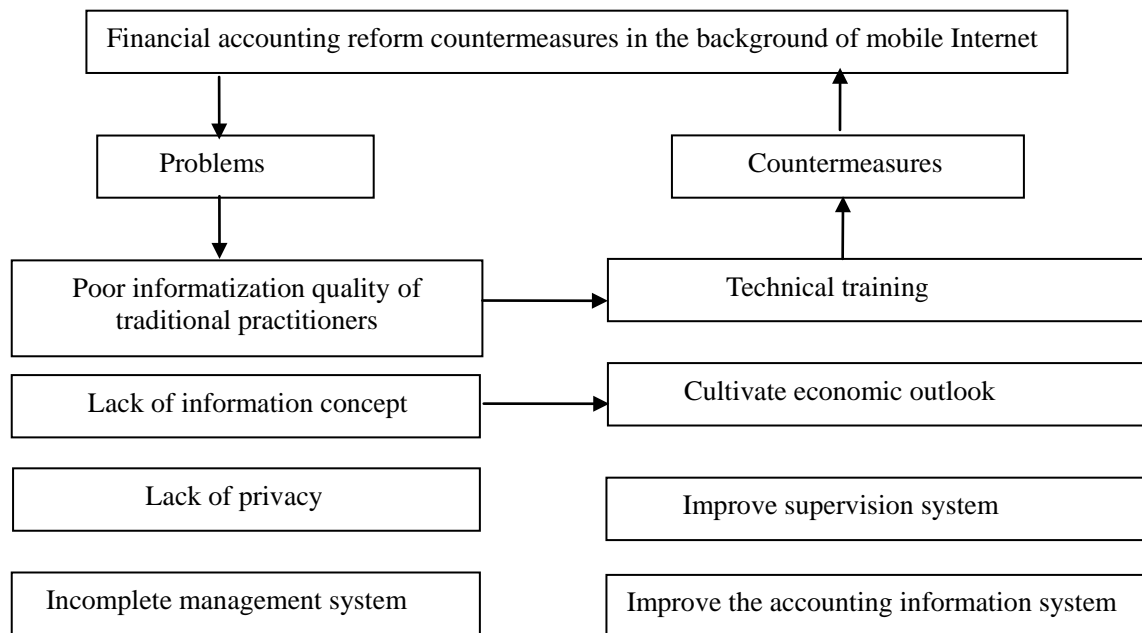 Financial accounting reform countermeasures in the background of mobile Internet
Problems
Countermeasures
Poor informatization quality of
traditional practitioners
Technical training
Lack of information concept
Cultivate economic outlook
Lack of privacy
Improve supervision system
Incomplete management system
Improve the accounting information system